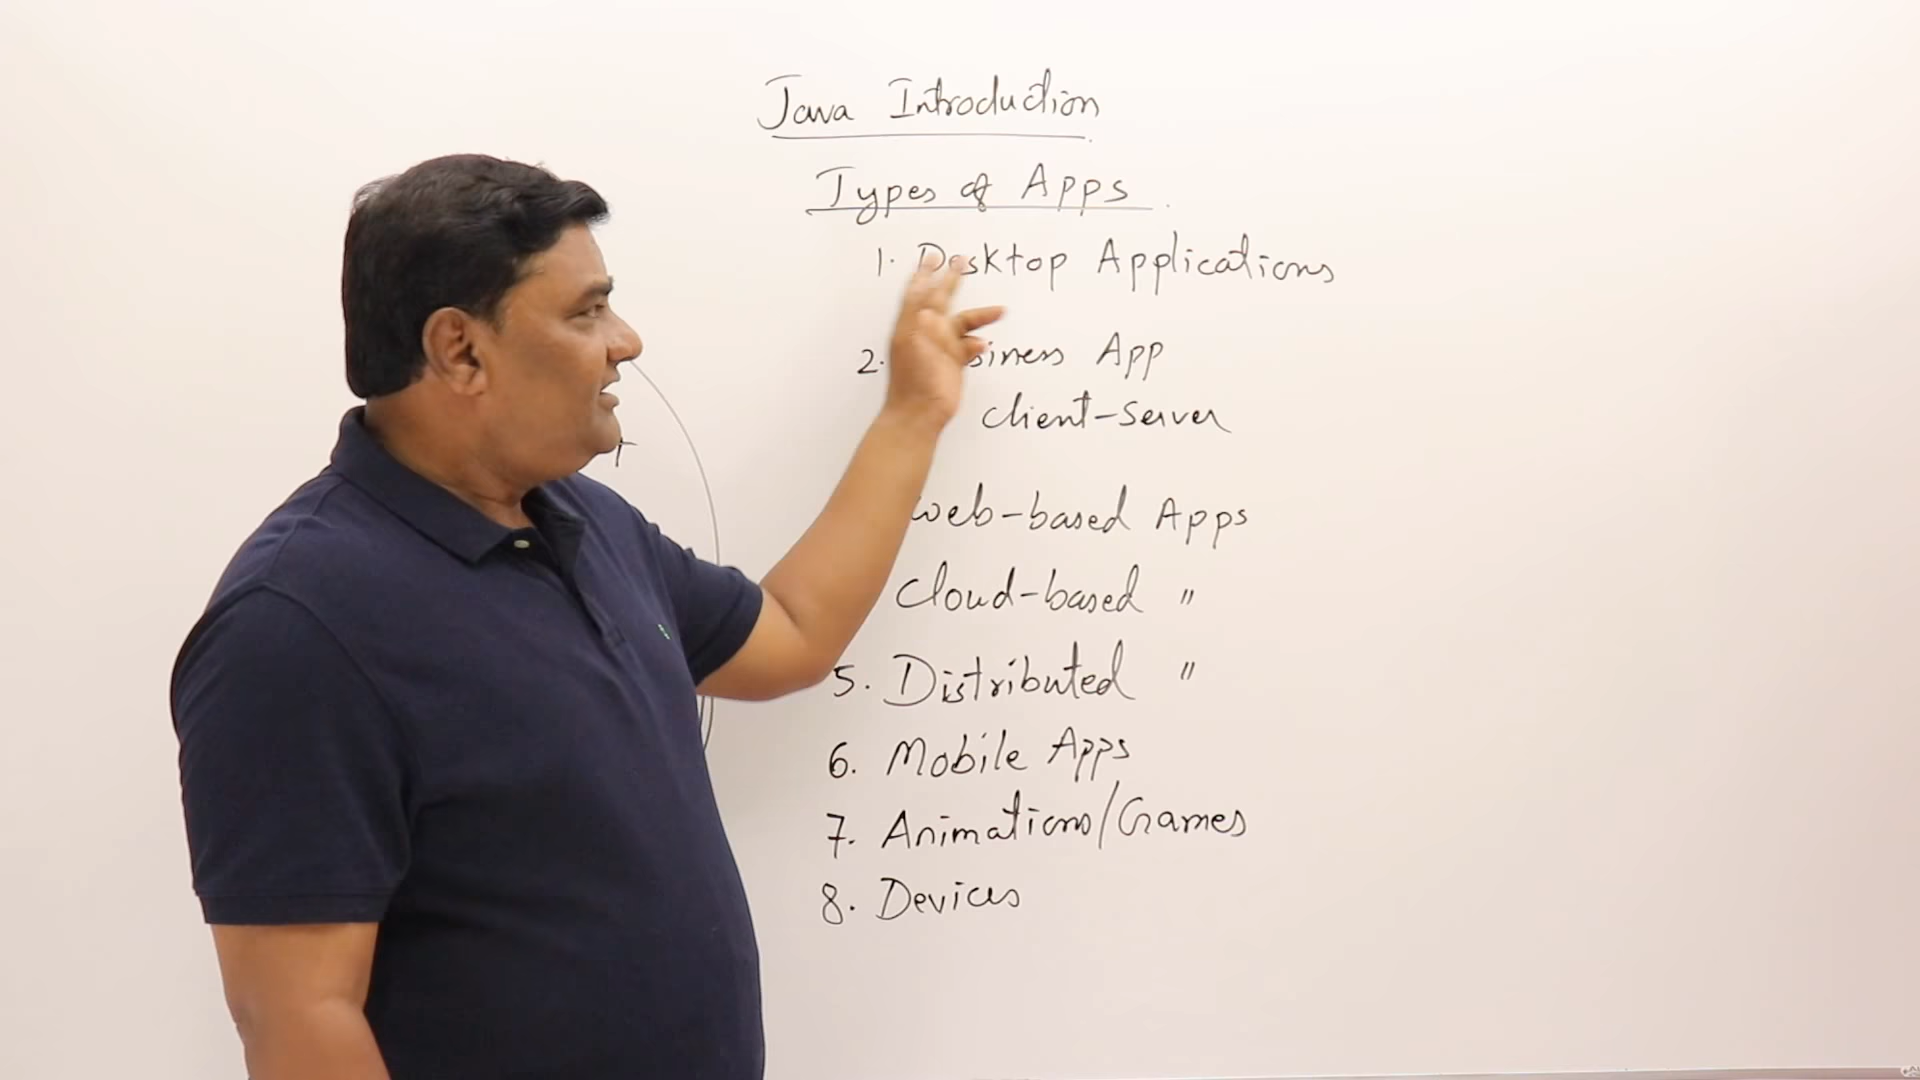 Java Introduction
Types of Apps
1. Desktop Applications
2. App
Client-Server
Web-based Apps
Cloud-based "
5. Distributed "
6. Mobile Apps
7. Animations/Games
8. Devices